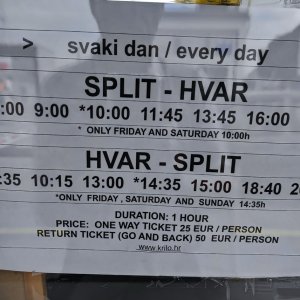 > svaki dan / every day
SPLIT - HVAR
:00 9:00 *10:00 11:45 13:45 16:00
* ONLY FRIDAY AND SATURDAY 10:00h
HVAR - SPLIT
:35 10:15 13:00 *14:35 15:00 18:40 20
*ONLY FRIDAY , SATURDAY AND SUNDAY 14:35h
DURATION: 1 HOUR
PRICE: ONE WAY TICKET 25 EUR / PERSON
RETURN TICKET (GO AND BACK) 50 EUR / PERSON
www.krilo.hr